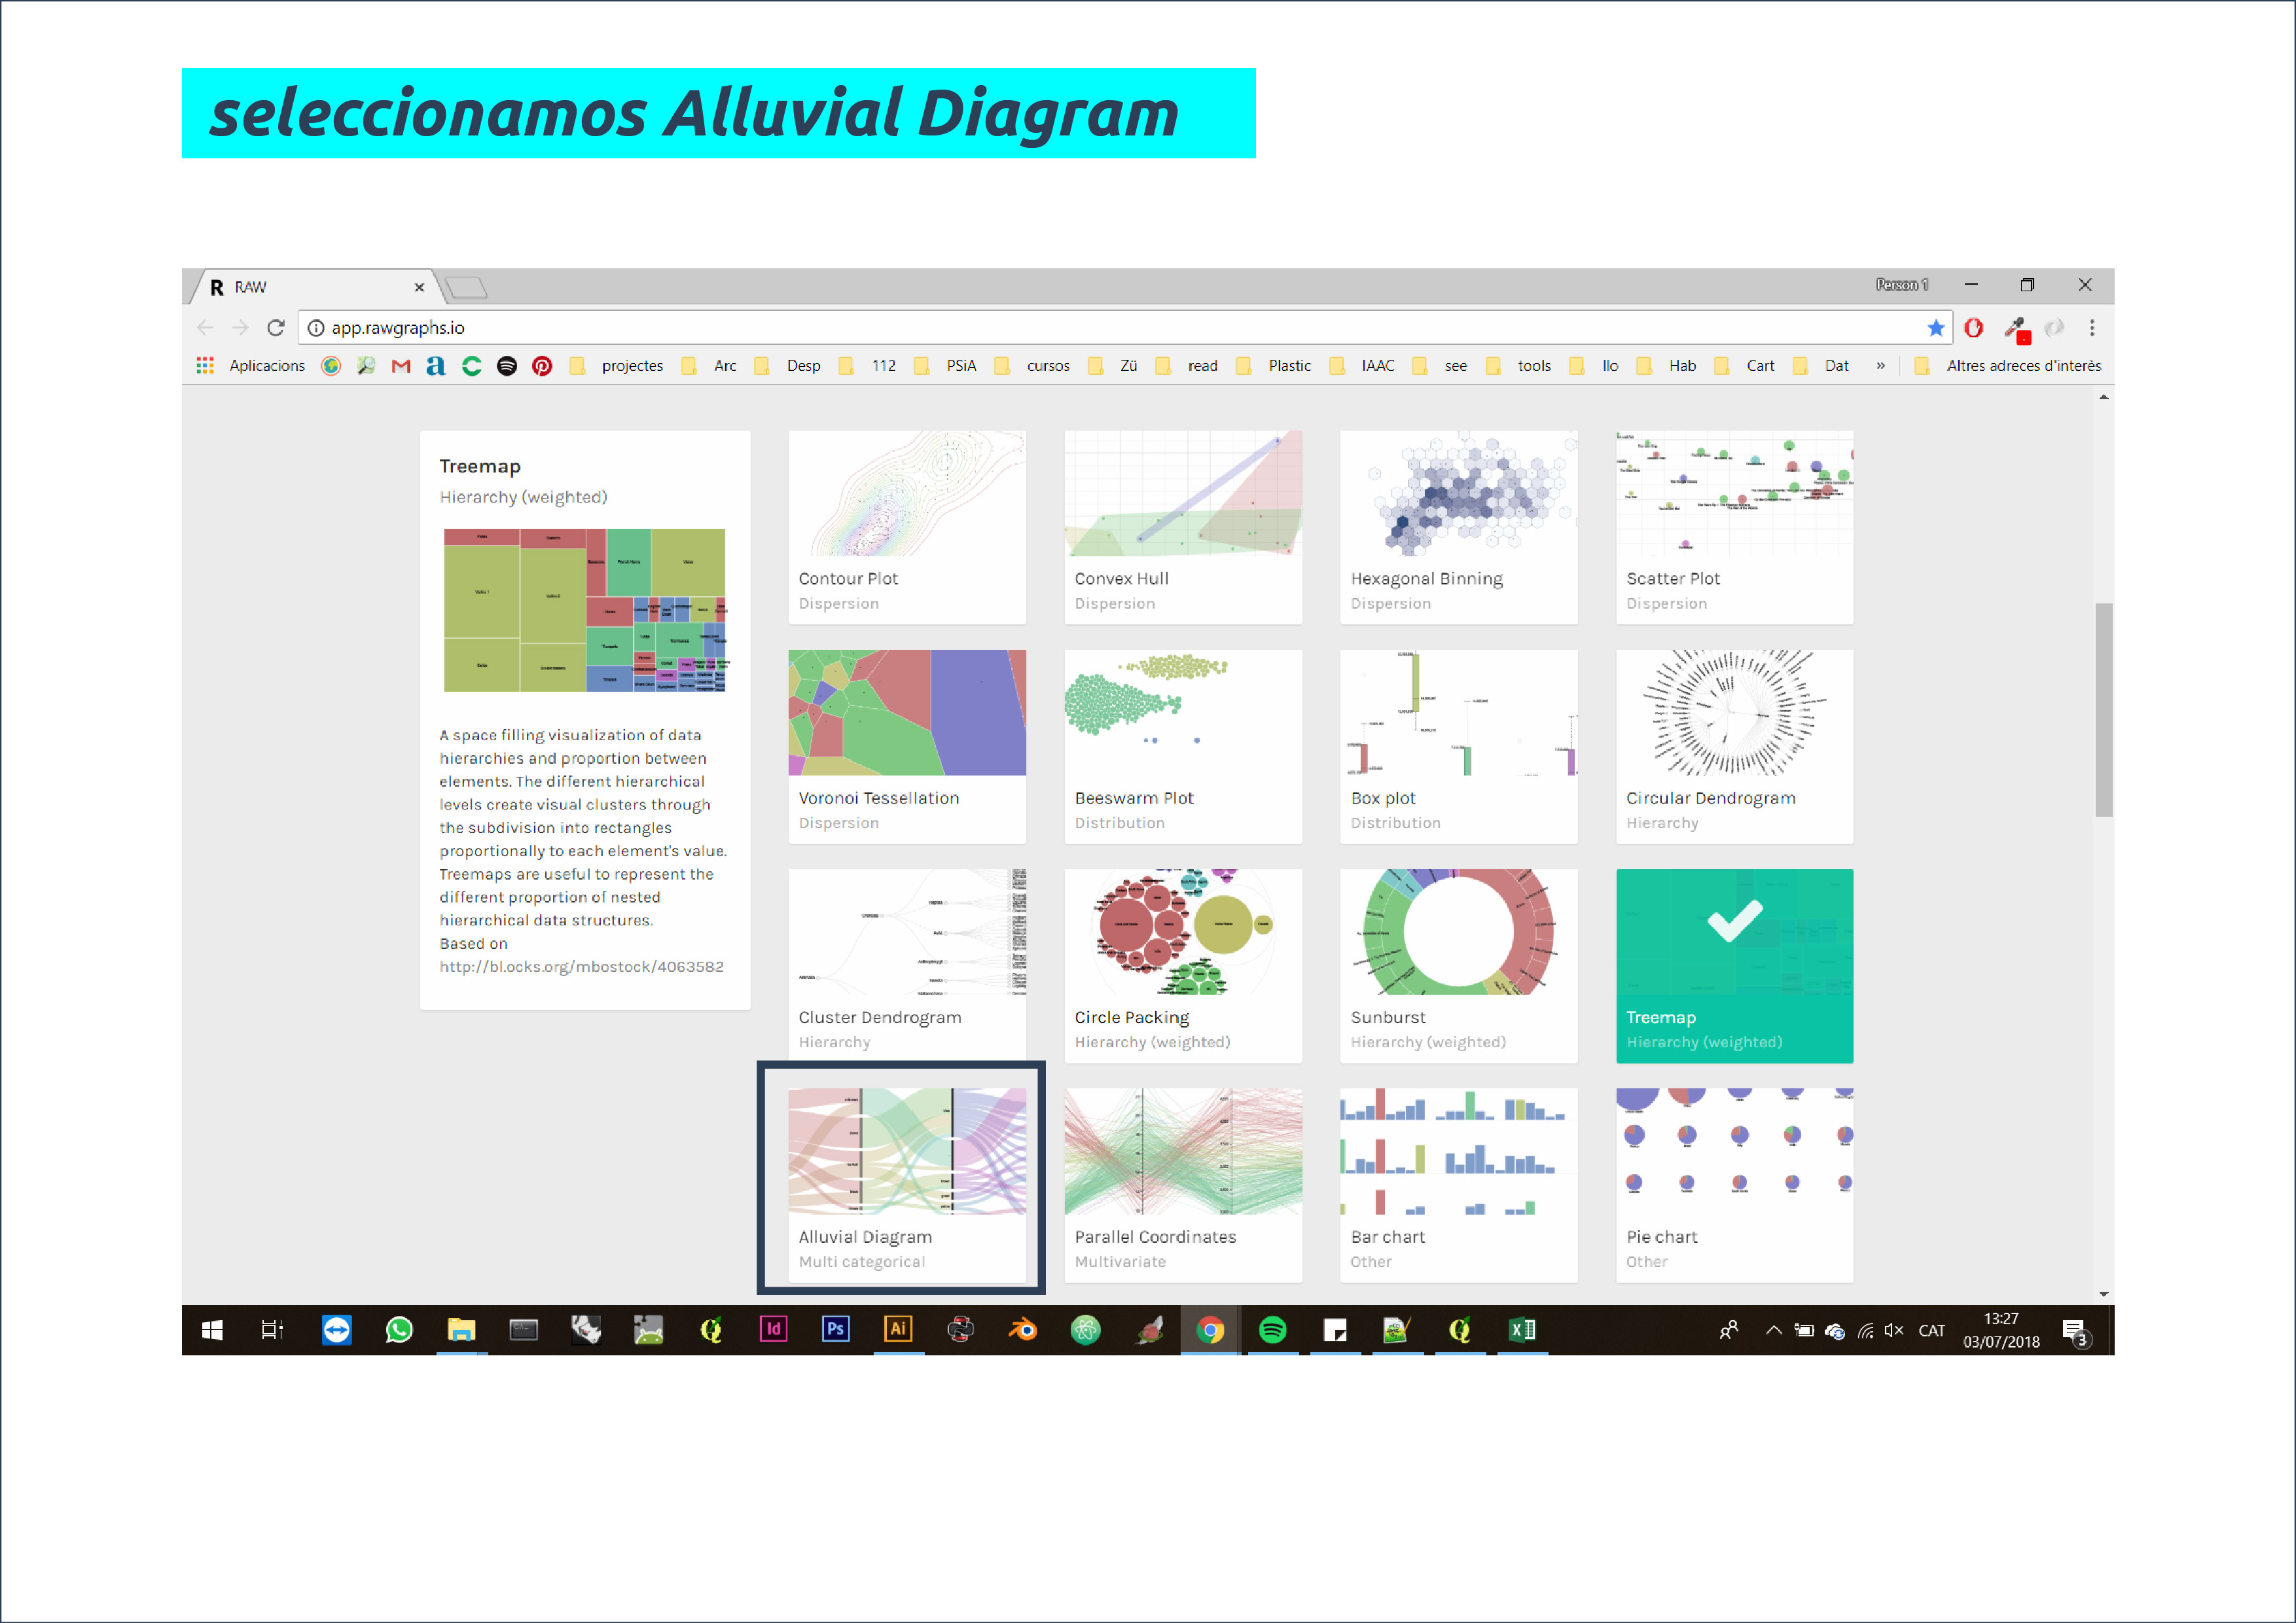 seleccionamos Alluvial Diagram
R RAW
Person 1
app.rawgraphs.io
Aplicacions projectes Arc Desp 112 PSiA cursos Zü read Plastic IAAC see tools llo Hab Cart Dat » Altres adreces d'interès
Treemap
Hierarchy (weighted)
A space filling visualization of data
hierarchies and proportion between
elements. The different hierarchical
levels create visual clusters through
the subdivision into rectangles
proportionally to each element's value.
Treemaps are useful to represent the
different proportion of nested
hierarchical data structures.
Based on
http://bl.ocks.org/mbostock/4063582
Contour Plot
Dispersion
Convex Hull
Dispersion
Hexagonal Binning
Dispersion
Scatter Plot
Dispersion
Voronoi Tessellation
Dispersion
Beeswarm Plot
Distribution
Box plot
Distribution
Circular Dendrogram
Hierarchy
Cluster Dendrogram
Hierarchy
Circle Packing
Hierarchy (weighted)
Sunburst
Hierarchy (weighted)
Treemap
Hierarchy (weighted)
Alluvial Diagram
Multi categorical
Parallel Coordinates
Multivariate
Bar chart
Other
Pie chart
Other
Id Ps Ai
CAT
13:27
03/07/2018
3